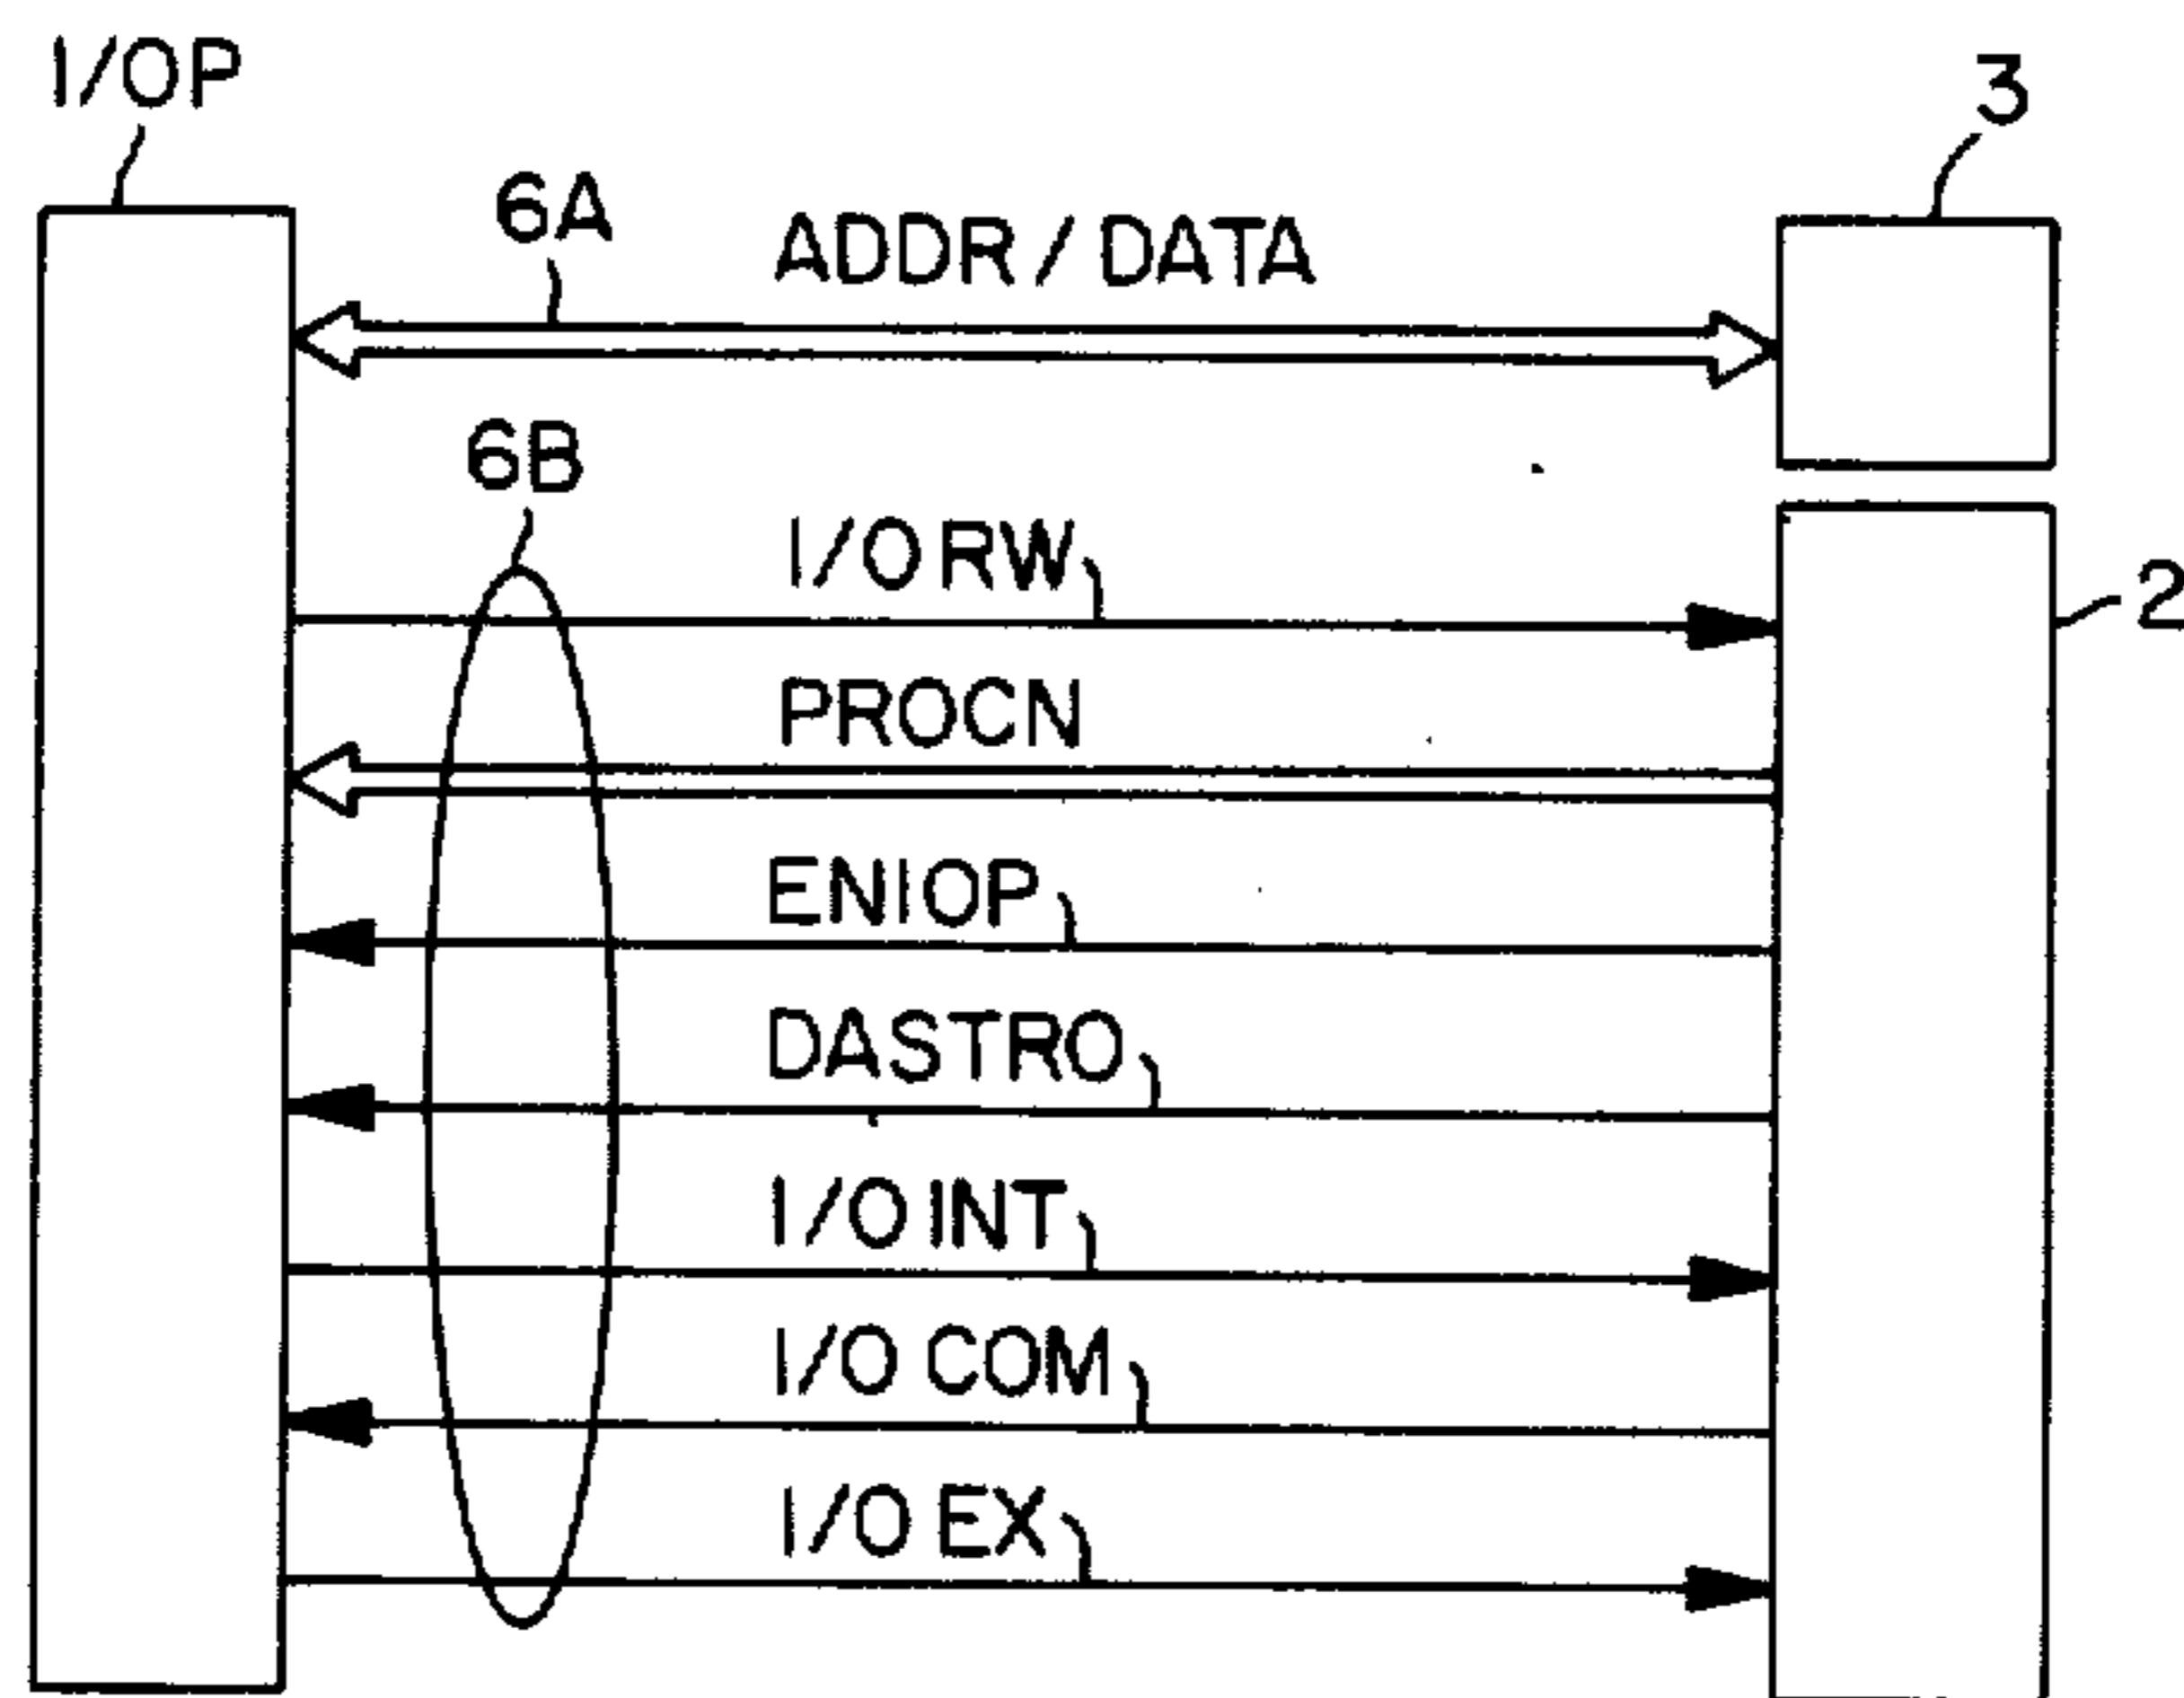 I/OP
3
6A
ADDR/DATA
6B
I/O RW
2
PROCN
ENIOP
DASTRO
I/O INT
I/O COM
I/O EX